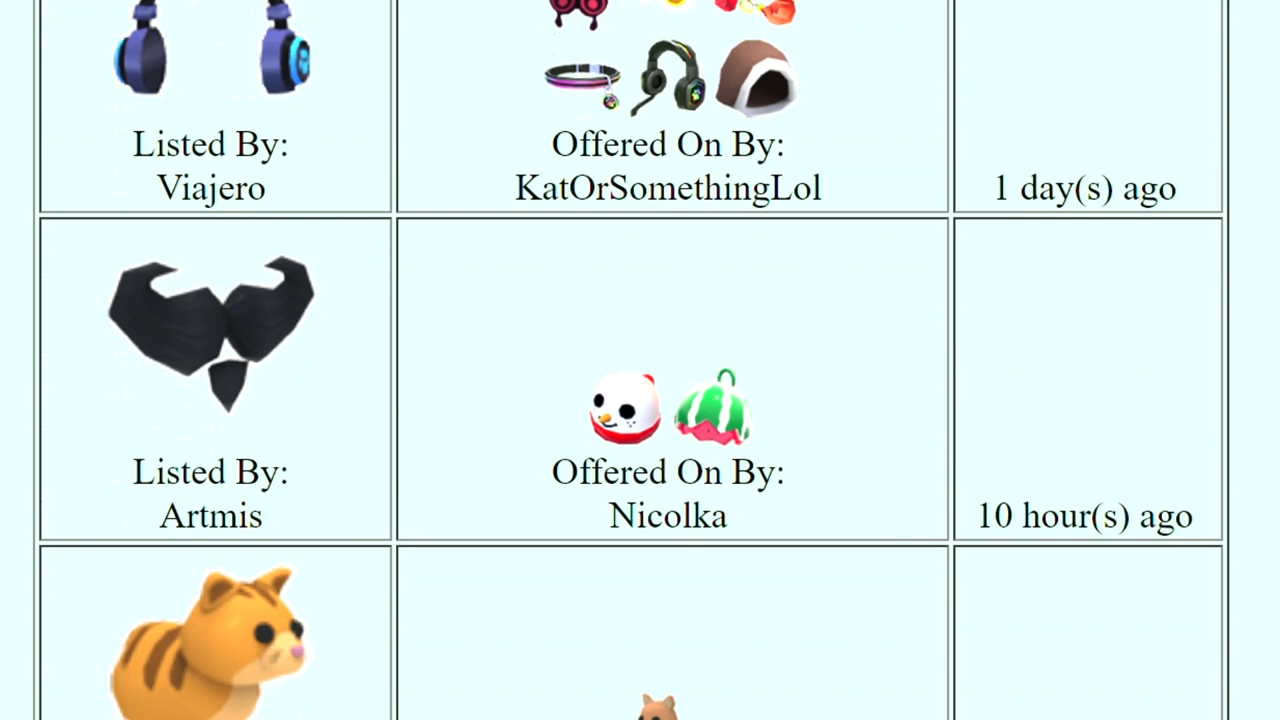 Listed By:
Viajero
Offered On By:
KatOrSomethingLol
1 day(s) ago
Listed By:
Artmis
Offered On By:
Nicolka
10 hour(s) ago